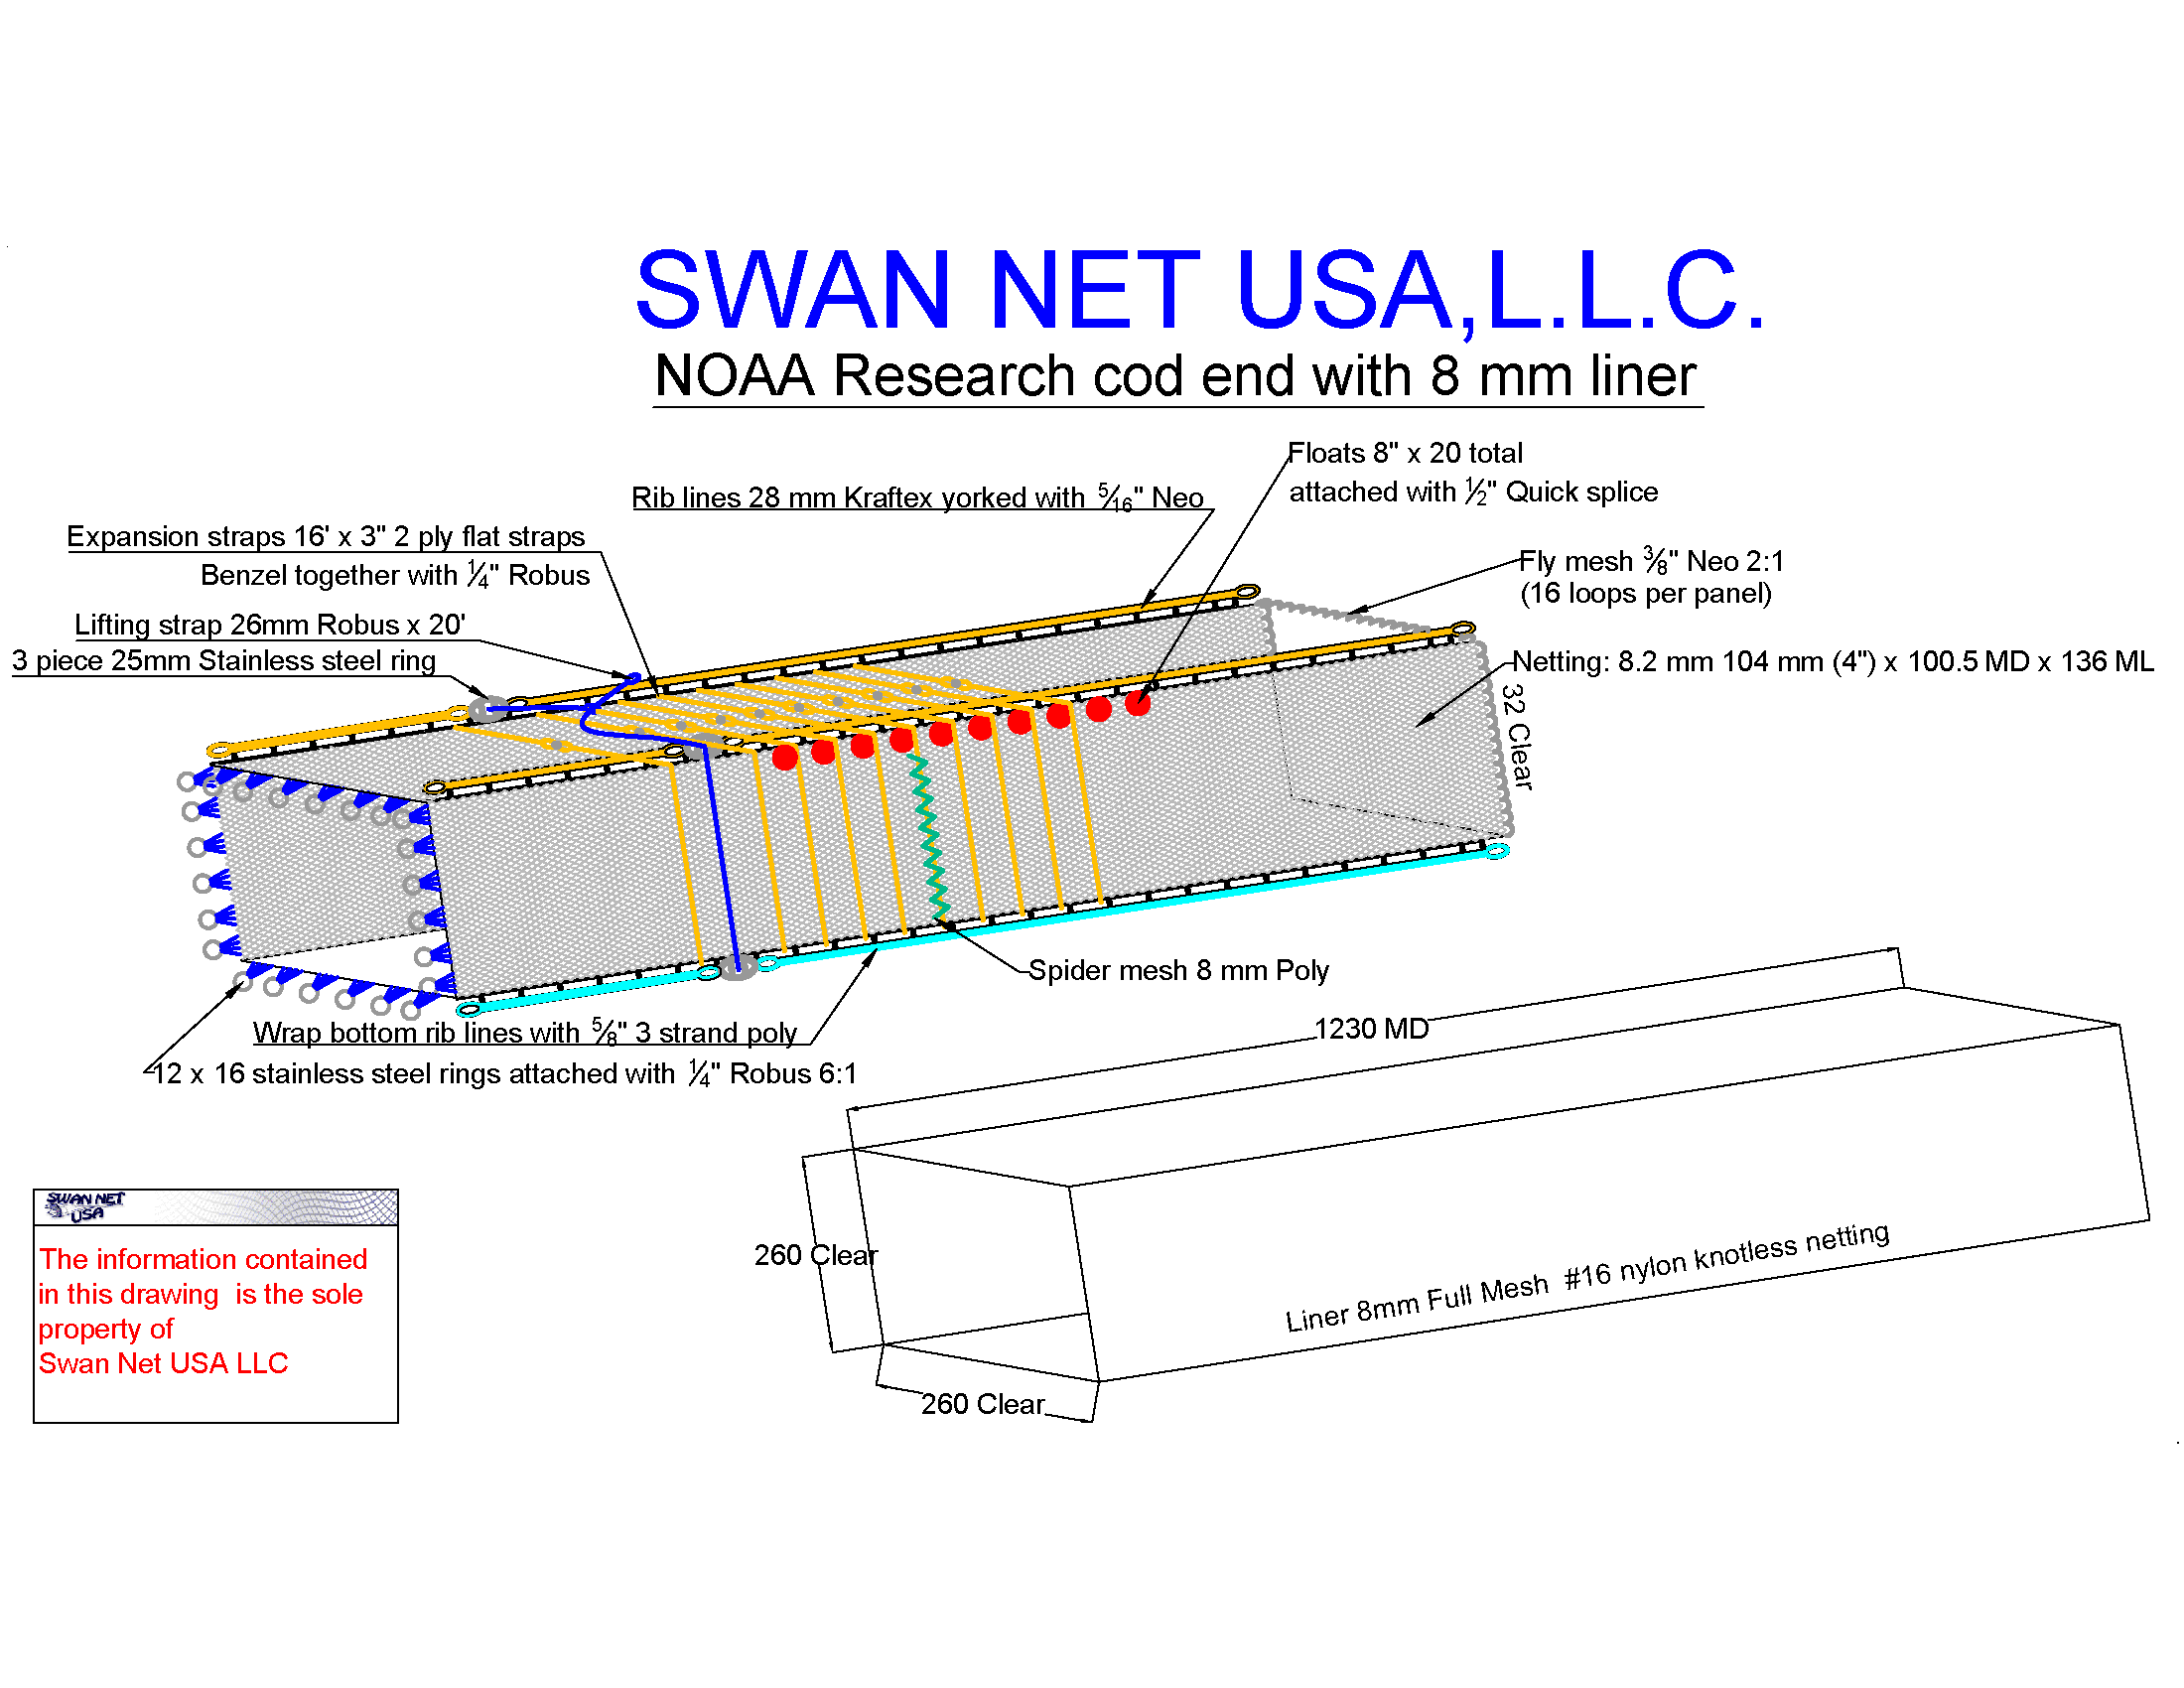 SWAN NET USA,L.L.C.
NOAA Research cod end with 8 mm liner
Floats 8" x 20 total
attached with 1/2" Quick splice
Rib lines 28 mm Kraftex yorked with 5/16" Neo
Expansion straps 16' x 3" 2 ply flat straps
Benzel together with 1/4" Robus
Fly mesh 3/8" Neo 2:1
(16 loops per panel)
Lifting strap 26mm Robus x 20'
3 piece 25mm Stainless steel ring
Netting: 8.2 mm 104 mm (4") x 100.5 MD x 136 ML
32 Clear
Spider mesh 8 mm Poly
Wrap bottom rib lines with 5/8" 3 strand poly
12 x 16 stainless steel rings attached with 1/4" Robus 6:1
1230 MD
260 Clear
Liner 8mm Full Mesh #16 nylon knotless netting
260 Clear
SWAN NET
USA
The information contained
in this drawing is the sole
property of
Swan Net USA LLC